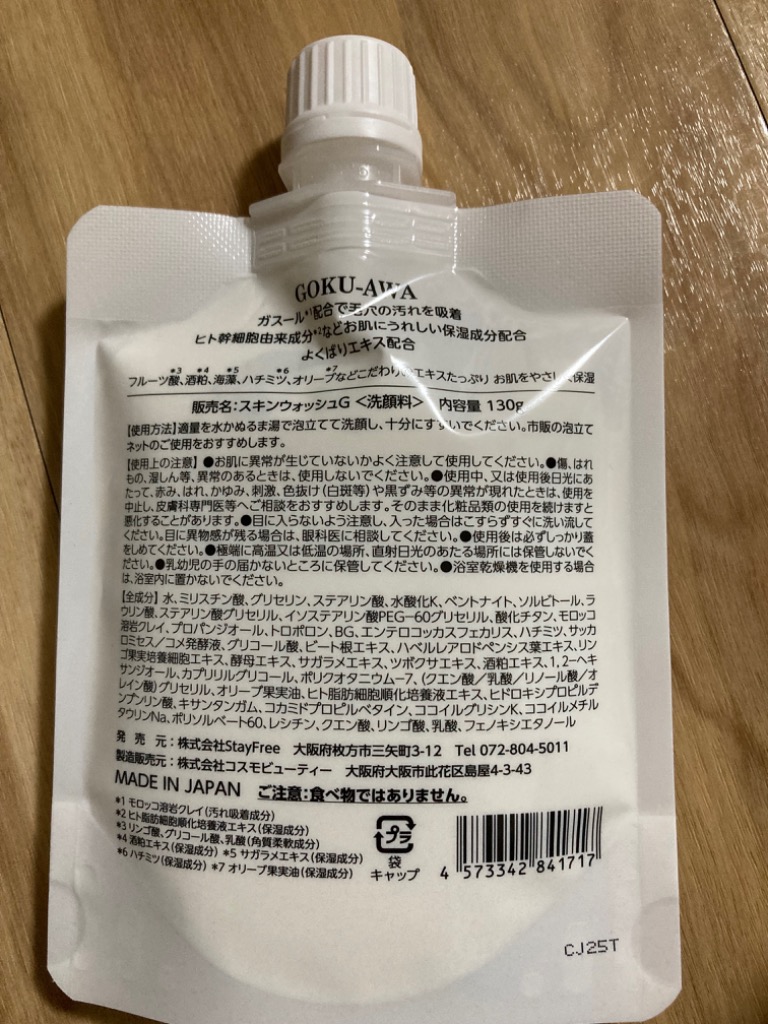 GOKU-AWA
ガスール*1配合で毛穴の汚れを吸着
ヒト幹細胞由来成分*2などお肌にうれしい保湿成分配合
よくばりエキス配合
フルーツ酸*3、酒粕*4、海藻*5、ハチミツ*6、オリーブ*7などこだわりのエキスたっぷり お肌をやさしく保湿
販売名:スキンウォッシュG <洗顔料> 内容量 130g
【使用方法】適量を水かぬるま湯で泡立てて洗顔し、十分にすすいでください。市販の泡立て
ネットのご使用をおすすめします。
【使用上の注意】●お肌に異常が生じていないかよく注意して使用してください。●傷、はれ
もの、湿しん等、異常のあるときは、使用しないでください。●使用中、又は使用後日光にあ
たって、赤み、はれ、かゆみ、刺激、色抜け(白斑等)や黒ずみ等の異常が現れたときは、使用を
中止し、皮膚科専門医等へご相談をおすすめします。そのまま化粧品類の使用を続けますと
悪化することがあります。●目に入らないよう注意し、入った場合はこすらずすぐに洗い流して
ください。目に異物感が残る場合は、眼科医に相談してください。●使用後は必ずしっかり蓋
をしめてください。●極端に高温又は低温の場所、直射日光のあたる場所には保管しないでく
ださい。●乳幼児の手の届かないところに保管してください。●浴室乾燥機を使用する場合
は、浴室内に置かないでください。
【全成分】水、ミリスチン酸、グリセリン、ステアリン酸、水酸化K、ベントナイト、ソルビトール、ラ
ウリン酸、ステアリン酸グリセリル、イソステアリン酸PEG-60グリセリル、酸化チタン、モロッコ
溶岩クレイ、プロパンジオール、トロポロン、BG、エンテロコッカスフェカリス、ハチミツ、サッカ
ロミセス/コメ発酵液、グリコール酸、ビート根エキス、ハベルレアロドペンシス葉エキス、リン
ゴ果実培養細胞エキス、酵母エキス、サガラメエキス、ツボクサエキス、酒粕エキス、1,2-ヘキ
サンジオール、カプリリルグリコール、ポリクオタニウム-7、(クエン酸/乳酸/リノール酸/オ
レイン酸)グリセリル、オリーブ果実油、ヒト脂肪細胞順化培養液エキス、ヒドロキシプロピルデ
ンプンリン酸、キサンタンガム、コカミドプロピルベタイン、ココイルグリシンK、ココイルメチル
タウリンNa、ポリソルベート60、レシチン、クエン酸、リンゴ酸、乳酸、フェノキシエタノール
発売元:株式会社StayFree 大阪府枚方市三矢町3-12 Tel 072-804-5011
製造販売元:株式会社コスモビューティー 大阪府大阪市此花区島屋4-3-43
MADE IN JAPAN ご注意:食べ物ではありません。
*1 モロッコ溶岩クレイ(汚れ吸着成分)
*2 ヒト脂肪細胞順化培養液エキス(保湿成分)
*3 リンゴ酸、グリコール酸、乳酸(角質柔軟成分)
*4 酒粕エキス(保湿成分) *5 サガラメエキス(保湿成分)
*6 ハチミツ(保湿成分) *7 オリーブ果実油(保湿成分)
プラ
袋
キャップ
4 573342 841717
CJ25T